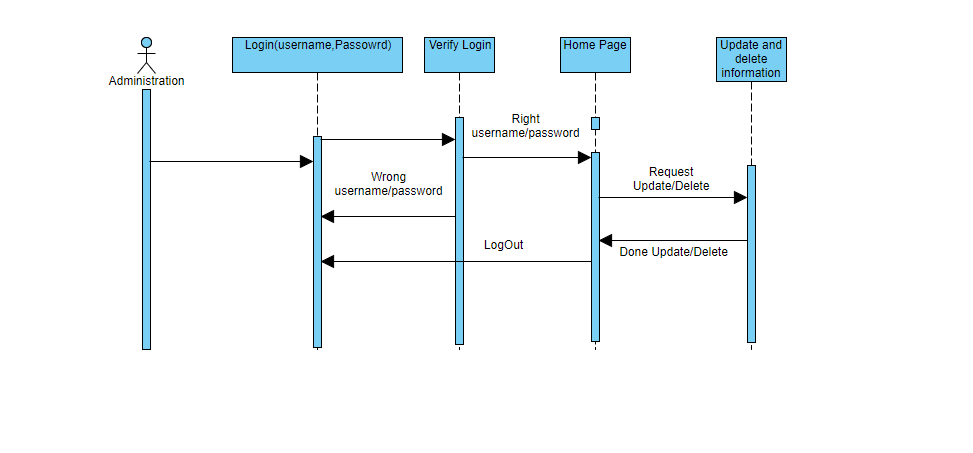 Administration
Login(username,Passowrd)
Verify Login
Home Page
Update and
delete
information
Right
username/password
Wrong
username/password
Request
Update/Delete
LogOut
Done Update/Delete